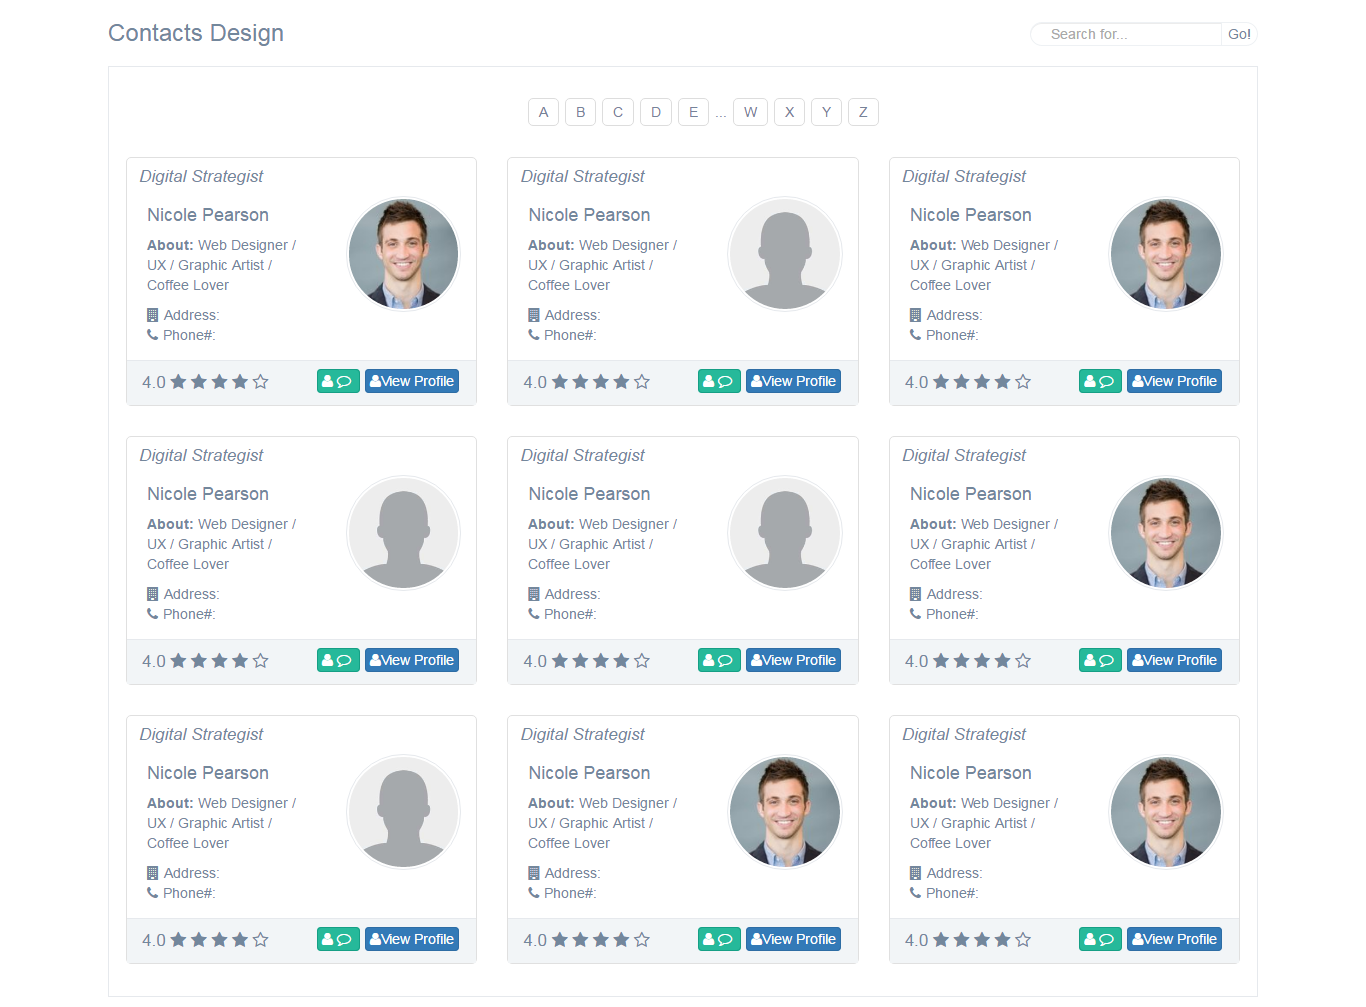 Contacts Design
Search for... Go!
A B C D E ... W X Y Z
Digital Strategist
Nicole Pearson
About: Web Designer /
UX / Graphic Artist /
Coffee Lover
Address:
Phone#:
4.0 View Profile
Digital Strategist
Nicole Pearson
About: Web Designer /
UX / Graphic Artist /
Coffee Lover
Address:
Phone#:
4.0 View Profile
Digital Strategist
Nicole Pearson
About: Web Designer /
UX / Graphic Artist /
Coffee Lover
Address:
Phone#:
4.0 View Profile
Digital Strategist
Nicole Pearson
About: Web Designer /
UX / Graphic Artist /
Coffee Lover
Address:
Phone#:
4.0 View Profile
Digital Strategist
Nicole Pearson
About: Web Designer /
UX / Graphic Artist /
Coffee Lover
Address:
Phone#:
4.0 View Profile
Digital Strategist
Nicole Pearson
About: Web Designer /
UX / Graphic Artist /
Coffee Lover
Address:
Phone#:
4.0 View Profile
Digital Strategist
Nicole Pearson
About: Web Designer /
UX / Graphic Artist /
Coffee Lover
Address:
Phone#:
4.0 View Profile
Digital Strategist
Nicole Pearson
About: Web Designer /
UX / Graphic Artist /
Coffee Lover
Address:
Phone#:
4.0 View Profile
Digital Strategist
Nicole Pearson
About: Web Designer /
UX / Graphic Artist /
Coffee Lover
Address:
Phone#:
4.0 View Profile